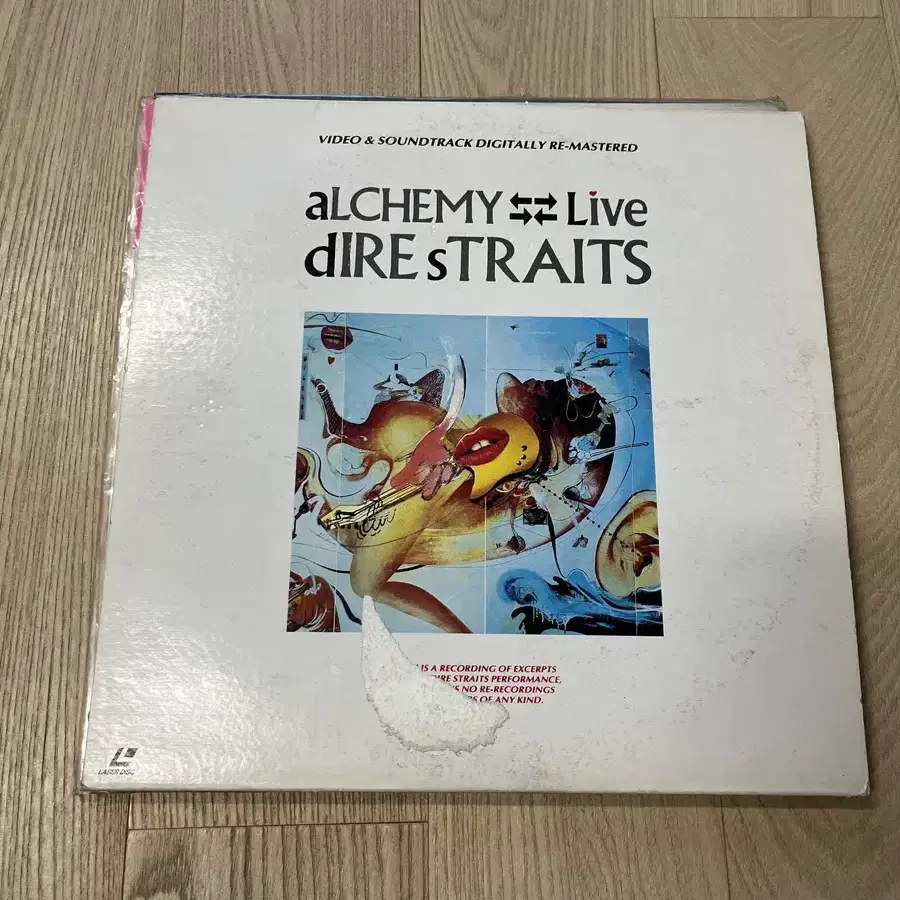 VIDEO & SOUNDTRACK DIGITALLY RE-MASTERED
aLCHEMY Live
dIRE sTRAITS
IS A RECORDING OF EXCERPTS
DIRE STRAITS PERFORMANCE,
NO RE-RECORDINGS
OF ANY KIND.
LASER DISC